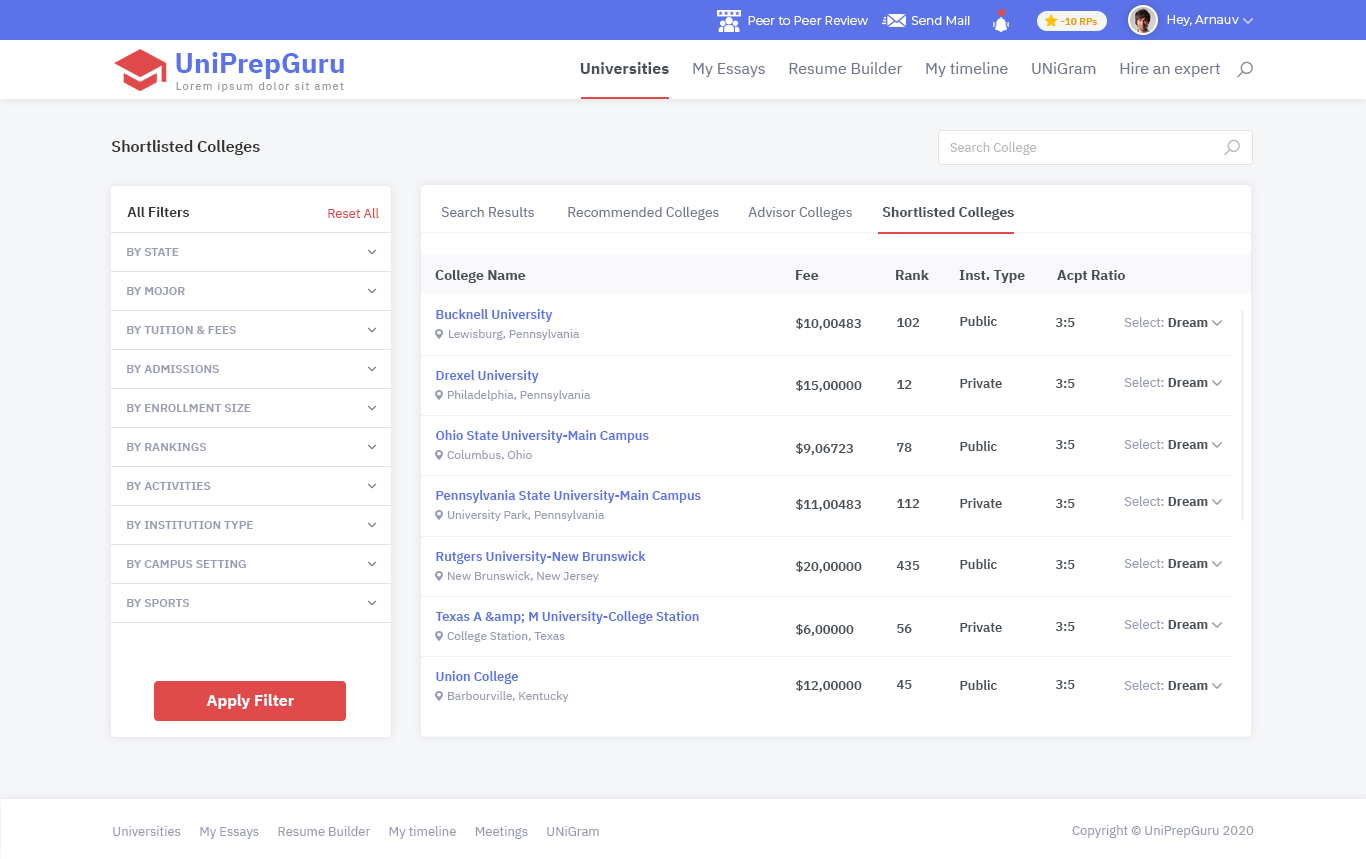 Peer to Peer Review Send Mail -10 RPs Hey, Arnauv
UniPrepGuru
Lorem ipsum dolor sit amet
Universities My Essays Resume Builder My timeline UNiGram Hire an expert
Shortlisted Colleges
Search College
All Filters Reset All
BY STATE
BY MOJOR
BY TUITION & FEES
BY ADMISSIONS
BY ENROLLMENT SIZE
BY RANKINGS
BY ACTIVITIES
BY INSTITUTION TYPE
BY CAMPUS SETTING
BY SPORTS
Apply Filter
Search Results Recommended Colleges Advisor Colleges Shortlisted Colleges
College Name Fee Rank Inst. Type Acpt Ratio
Bucknell University
Lewisburg, Pennsylvania
$10,00483 102 Public 3:5 Select: Dream
Drexel University
Philadelphia, Pennsylvania
$15,00000 12 Private 3:5 Select: Dream
Ohio State University-Main Campus
Columbus, Ohio
$9,06723 78 Public 3:5 Select: Dream
Pennsylvania State University-Main Campus
University Park, Pennsylvania
$11,00483 112 Private 3:5 Select: Dream
Rutgers University-New Brunswick
New Brunswick, New Jersey
$20,00000 435 Public 3:5 Select: Dream
Texas A &amp; M University-College Station
College Station, Texas
$6,00000 56 Private 3:5 Select: Dream
Union College
Barbourville, Kentucky
$12,00000 45 Public 3:5 Select: Dream
Universities My Essays Resume Builder My timeline Meetings UNiGram
Copyright © UniPrepGuru 2020